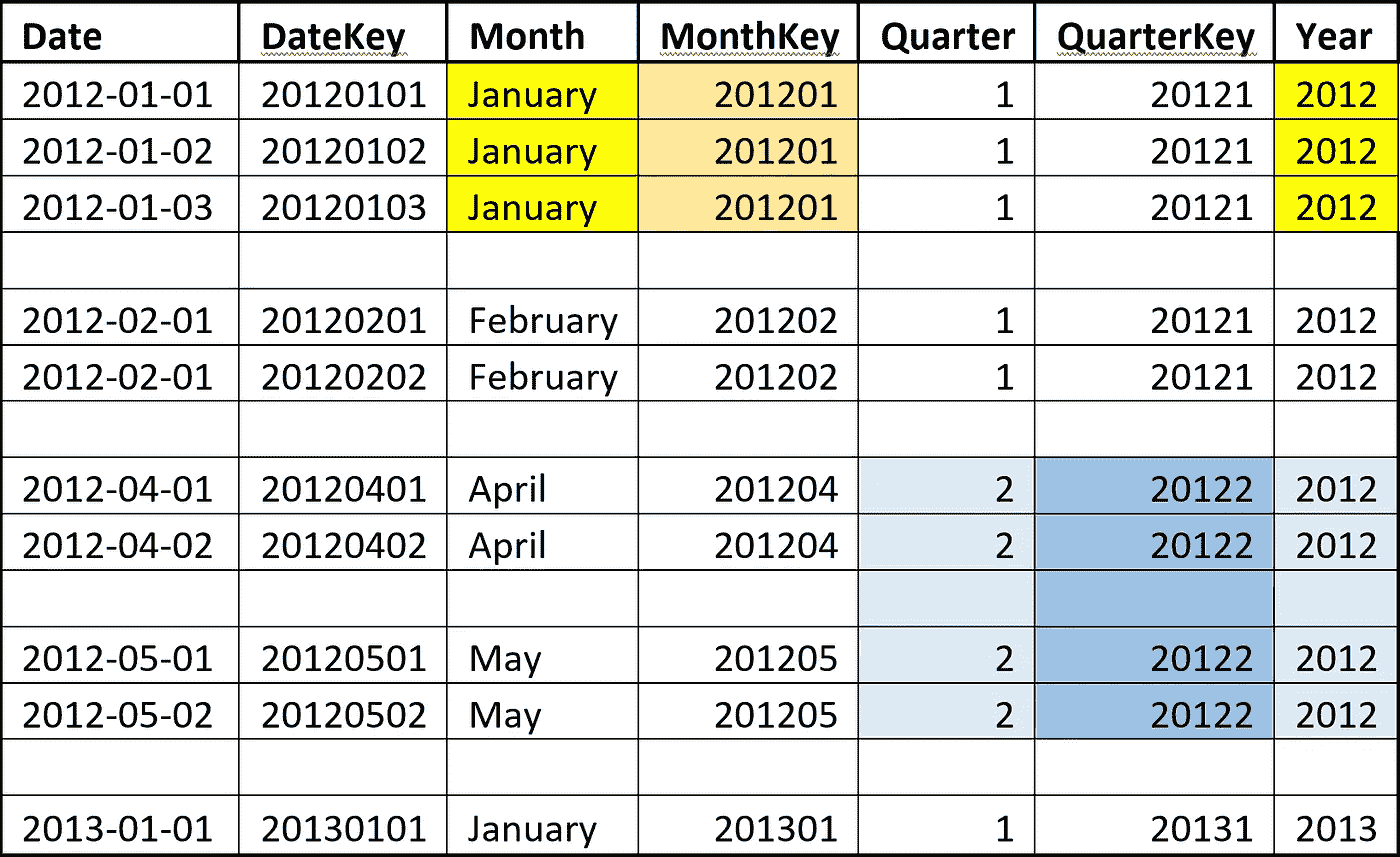 Date DateKey Month MonthKey Quarter QuarterKey Year
2012-01-01 20120101 January 201201 1 20121 2012
2012-01-02 20120102 January 201201 1 20121 2012
2012-01-03 20120103 January 201201 1 20121 2012
2012-02-01 20120201 February 201202 1 20121 2012
2012-02-01 20120202 February 201202 1 20121 2012
2012-04-01 20120401 April 201204 2 20122 2012
2012-04-02 20120402 April 201204 2 20122 2012
2012-05-01 20120501 May 201205 2 20122 2012
2012-05-02 20120502 May 201205 2 20122 2012
2013-01-01 20130101 January 201301 1 20131 2013